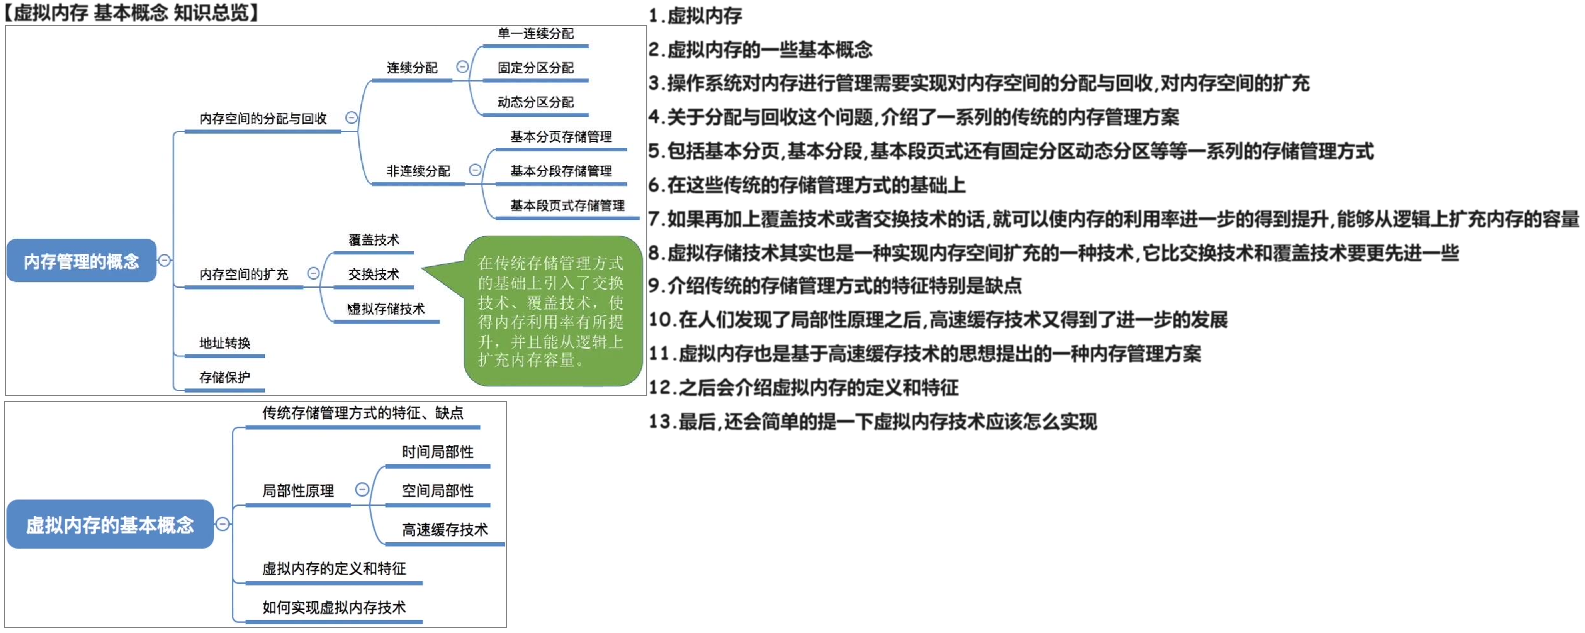 【虚拟内存 基本概念 知识总览】
内存管理的概念
内存空间的分配与回收
连续分配
单一连续分配
固定分区分配
动态分区分配
非连续分配
基本分页存储管理
基本分段存储管理
基本段页式存储管理
内存空间的扩充
覆盖技术
交换技术
虚拟存储技术
在传统存储管理方式
的基础上引入了交换
技术、覆盖技术，使
得内存利用率有所提
升，并且能从逻辑上
扩充内存容量。
地址转换
存储保护
虚拟内存的基本概念
传统存储管理方式的特征、缺点
局部性原理
时间局部性
空间局部性
高速缓存技术
虚拟内存的定义和特征
如何实现虚拟内存技术
1.虚拟内存
2.虚拟内存的一些基本概念
3.操作系统对内存进行管理需要实现对内存空间的分配与回收,对内存空间的扩充
4.关于分配与回收这个问题,介绍了一系列的传统的内存管理方案
5.包括基本分页,基本分段,基本段页式还有固定分区动态分区等等一系列的存储管理方式
6.在这些传统的存储管理方式的基础上
7.如果再加上覆盖技术或者交换技术的话,就可以使内存的利用率进一步的得到提升,能够从逻辑上扩充内存的容量
8.虚拟存储技术其实也是一种实现内存空间扩充的一种技术,它比交换技术和覆盖技术要更先进一些
9.介绍传统的存储管理方式的特征特别是缺点
10.在人们发现了局部性原理之后,高速缓存技术又得到了进一步的发展
11.虚拟内存也是基于高速缓存技术的思想提出的一种内存管理方案
12.之后会介绍虚拟内存的定义和特征
13.最后,还会简单的提一下虚拟内存技术应该怎么实现